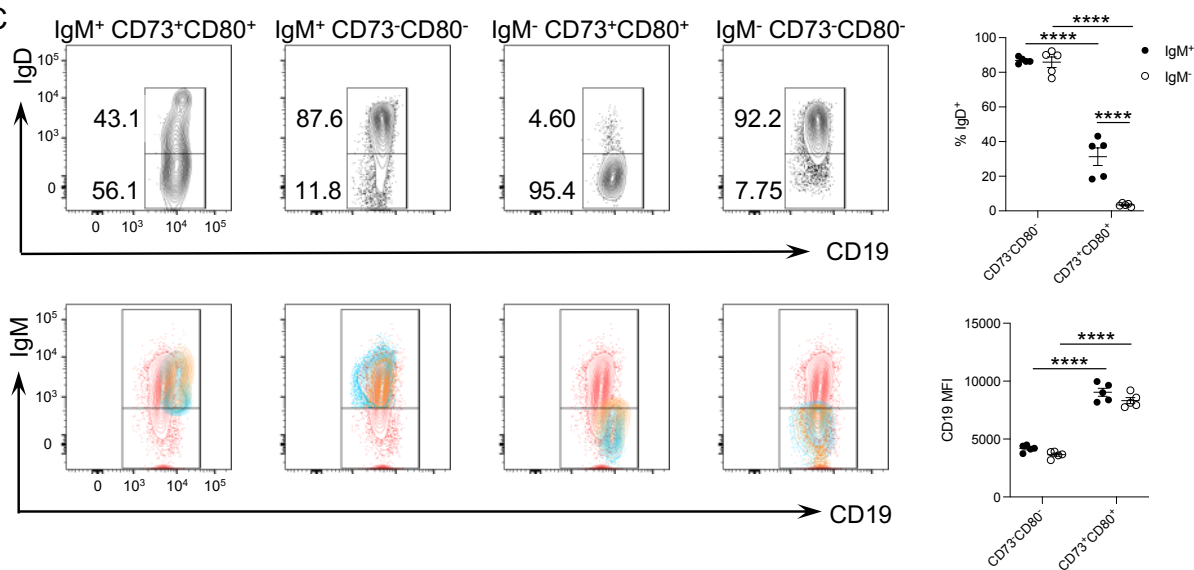 C
IgM⁺ CD73⁺CD80⁺ IgM⁺ CD73⁻CD80⁻ IgM⁻ CD73⁺CD80⁺ IgM⁻ CD73⁻CD80⁻
IgD
10⁵
10⁴
10³
0
43.1
56.1
87.6
11.8
4.60
95.4
92.2
7.75
0 10³ 10⁴ 10⁵
CD19
****
****
****
IgM⁺
IgM⁻
% IgD⁺
100
80
60
40
20
0
CD73⁻CD80⁻
CD73⁺CD80⁺
IgM
10⁵
10⁴
10³
0
0 10³ 10⁴ 10⁵
CD19
****
****
CD19 MFI
15000
10000
5000
0
CD73⁻CD80⁻
CD73⁺CD80⁺